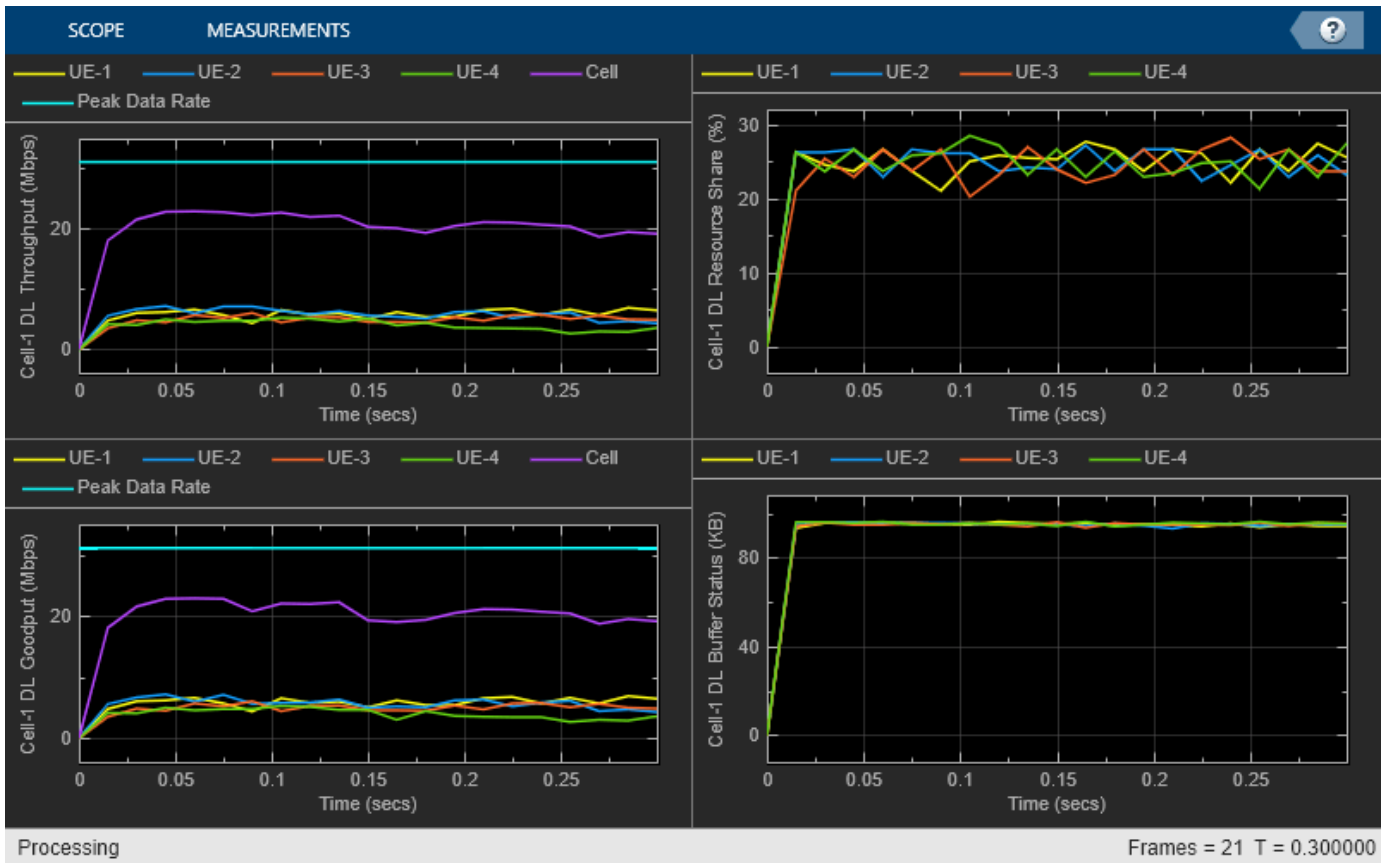 SCOPE MEASUREMENTS ?
UE-1 UE-2 UE-3 UE-4 Cell
Peak Data Rate
Cell-1 DL Throughput (Mbps)
20
0
0 0.05 0.1 0.15 0.2 0.25
Time (secs)
UE-1 UE-2 UE-3 UE-4
Cell-1 DL Resource Share (%)
30
20
10
0
0 0.05 0.1 0.15 0.2 0.25
Time (secs)
UE-1 UE-2 UE-3 UE-4 Cell
Peak Data Rate
Cell-1 DL Goodput (Mbps)
20
0
0 0.05 0.1 0.15 0.2 0.25
Time (secs)
UE-1 UE-2 UE-3 UE-4
Cell-1 DL Buffer Status (KB)
80
40
0
0 0.05 0.1 0.15 0.2 0.25
Time (secs)
Processing Frames = 21 T = 0.300000